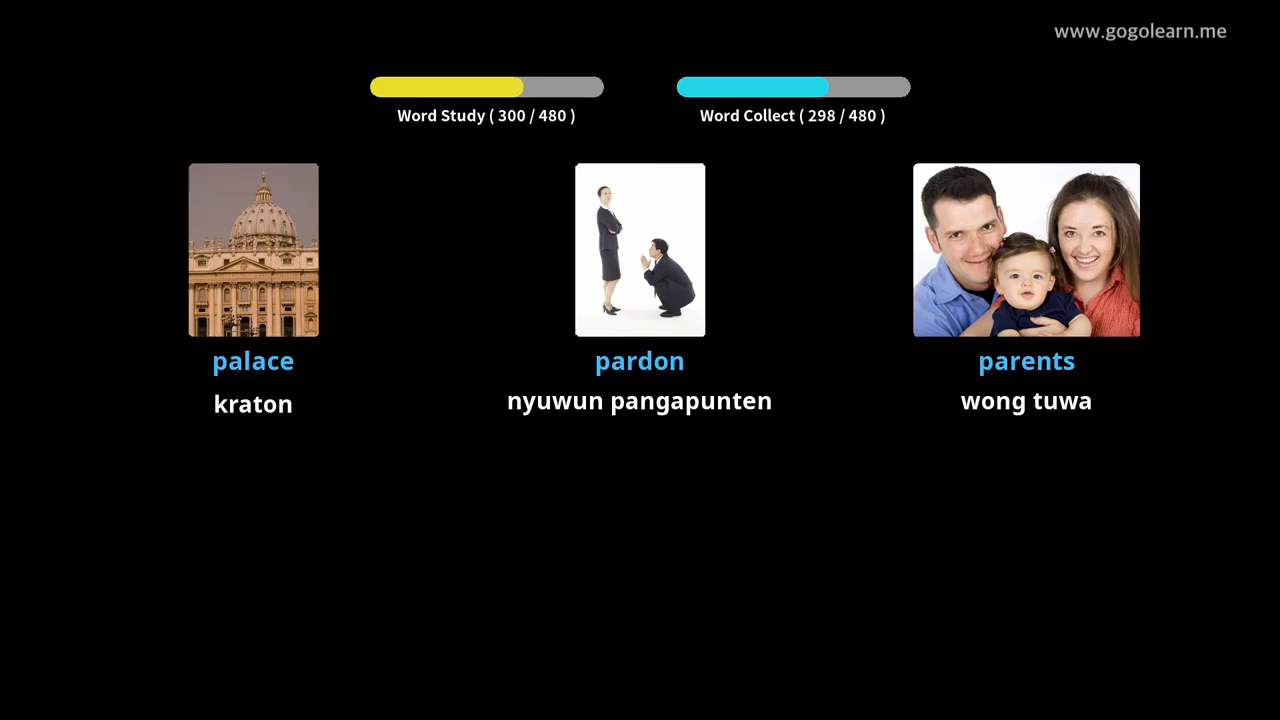 www.gogolearn.me
Word Study ( 300 / 480 )
Word Collect ( 298 / 480 )
palace
pardon
parents
kraton
nyuwun pangapunten
wong tuwa